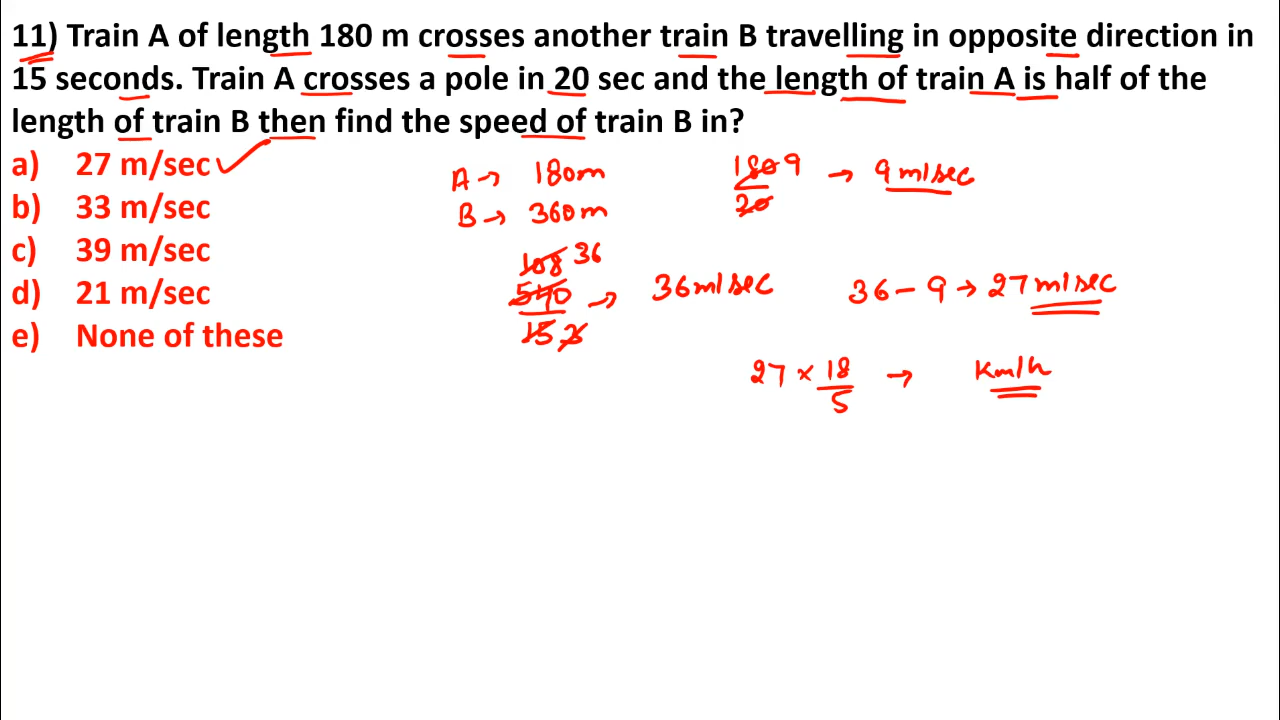 11) Train A of length 180 m crosses another train B travelling in opposite direction in
15 seconds. Train A crosses a pole in 20 sec and the length of train A is half of the
length of train B then find the speed of train B in?
a) 27 m/sec
b) 33 m/sec
c) 39 m/sec
d) 21 m/sec
e) None of these
A → 180m
B → 360m
180 9
20
→ 9 m/sec
108 36
540
15 3
→ 36 m/sec
36 - 9 → 27 m/sec
27 × 18/5 → Km/h